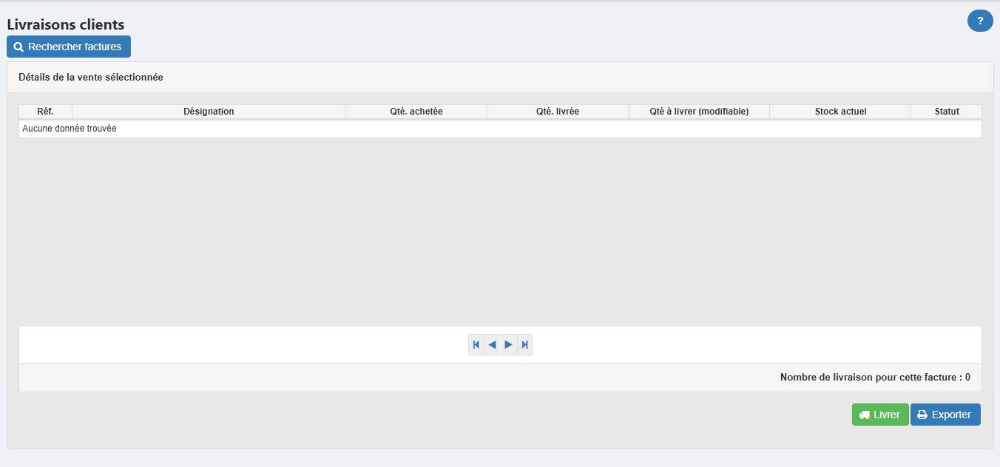 Livraisons clients
?
Rechercher factures
Détails de la vente sélectionnée
Réf. Désignation Qté. achetée Qté. livrée Qté à livrer (modifiable) Stock actuel Statut
Aucune donnée trouvée
Nombre de livraison pour cette facture : 0
Livrer Exporter